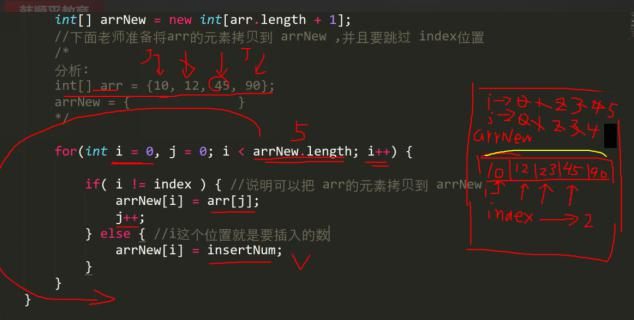 韩顺平教育
int[] arrNew = new int[arr.length + 1];
//下面老师准备将arr的元素拷贝到 arrNew ,并且要跳过 index位置
/*
分析:
int[] arr = {10, 12, 45, 90};
arrNew = { }
*/
5
for(int i = 0, j = 0; i < arrNew.length; i++) {
if( i != index ) { //说明可以把 arr的元素拷贝到 arrNew
arrNew[i] = arr[j];
j++;
} else { //i这个位置就是要插入的数
arrNew[i] = insertNum;
}
}
}
i→0 1 2 3 4 5
j→0 1 2 3 4
arrNew
10 12 23 45 90
index → 2